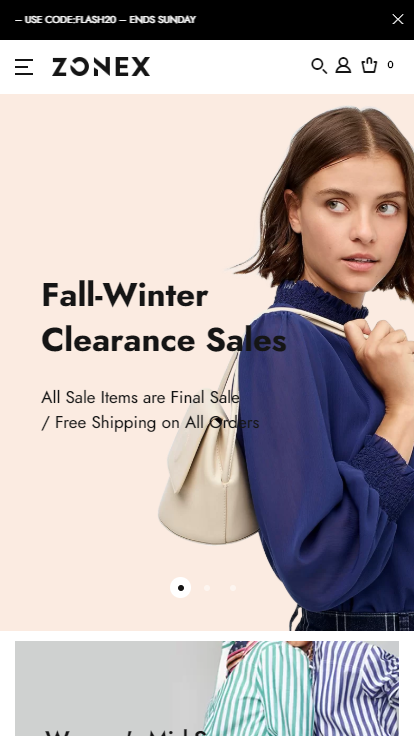 – USE CODE:FLASH20 – ENDS SUNDAY
ZONEX
0
Fall-Winter
Clearance Sales
All Sale Items are Final Sale
/ Free Shipping on All Orders